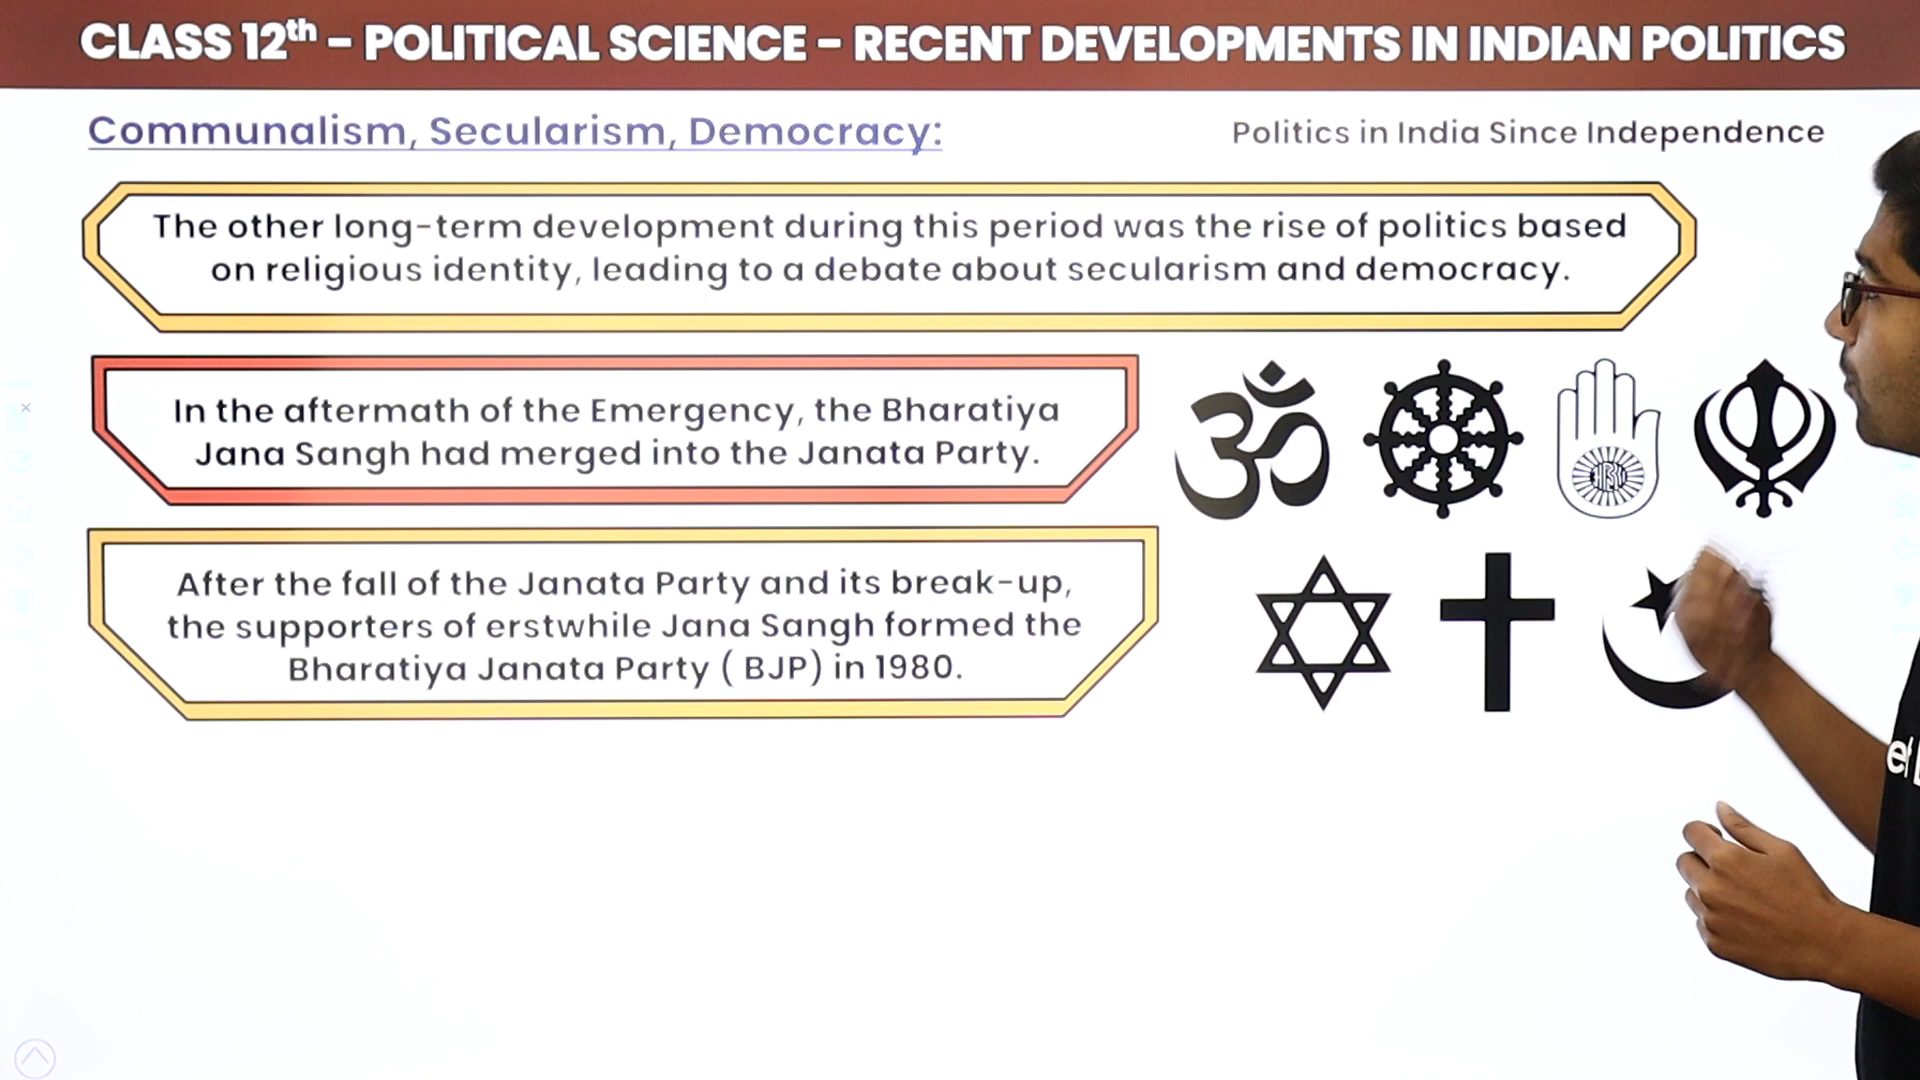 CLASS 12th – POLITICAL SCIENCE – RECENT DEVELOPMENTS IN INDIAN POLITICS
Communalism, Secularism, Democracy:
Politics in India Since Independence
The other long-term development during this period was the rise of politics based
on religious identity, leading to a debate about secularism and democracy.
In the aftermath of the Emergency, the Bharatiya
Jana Sangh had merged into the Janata Party.
After the fall of the Janata Party and its break-up,
the supporters of erstwhile Jana Sangh formed the
Bharatiya Janata Party ( BJP) in 1980.